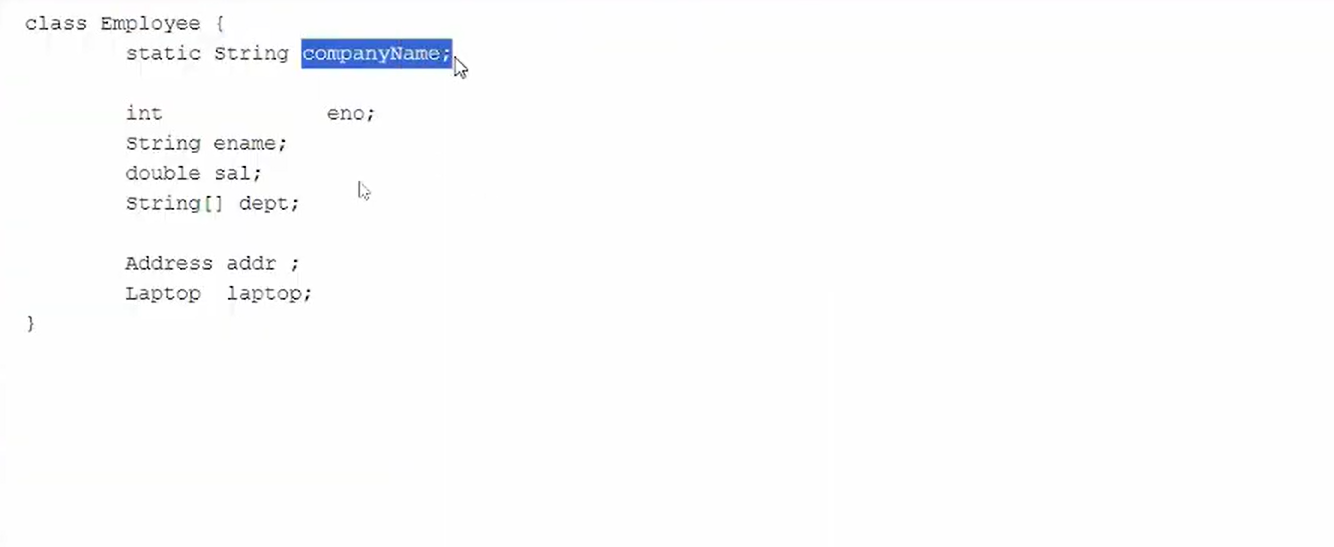 class Employee {
static String companyName;
int eno;
String ename;
double sal;
String[] dept;
Address addr ;
Laptop laptop;
}